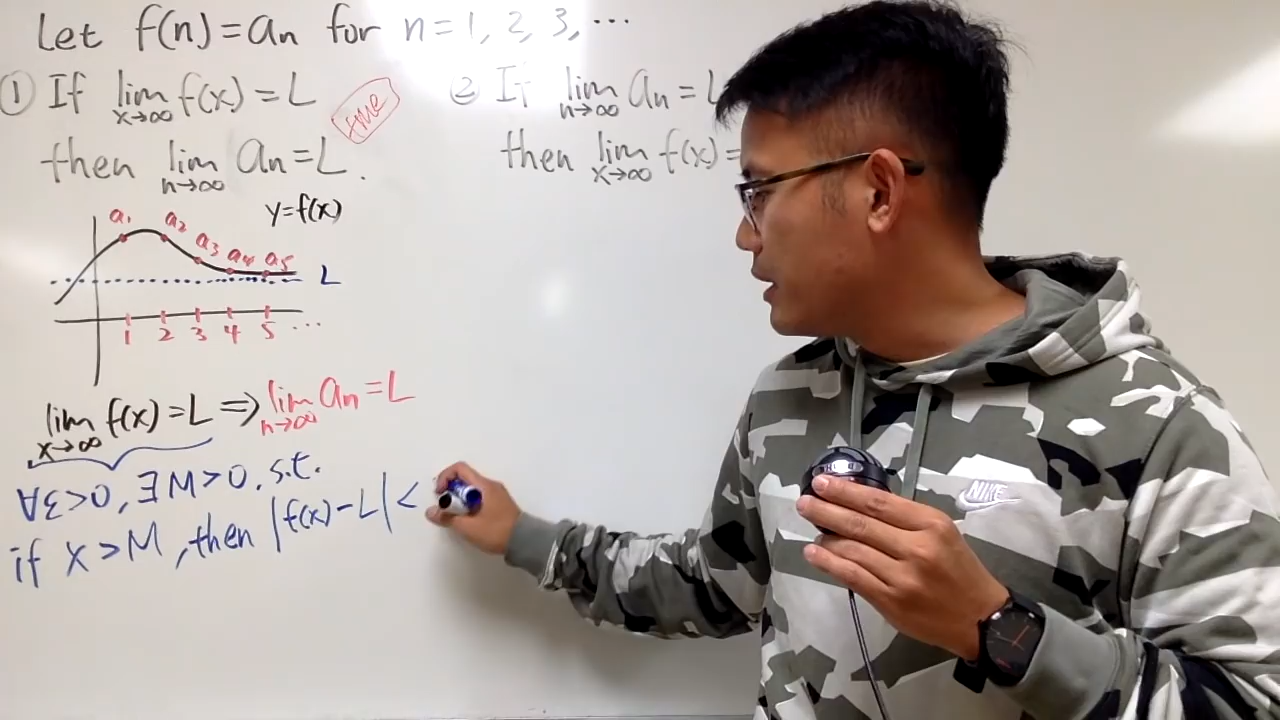 Let f(n) = aₙ for n = 1, 2, 3, ...
① If lim f(x) = L
x→∞
true
then lim aₙ = L.
n→∞
② If lim aₙ = L
n→∞
then lim f(x) =
x→∞
y = f(x)
a₁ a₂ a₃ a₄ a₅
L
1 2 3 4 5 ...
lim f(x) = L ⇒ lim aₙ = L
x→∞ n→∞
∀ε>0, ∃M>0, s.t.
if x > M, then |f(x) - L| <
NIKE